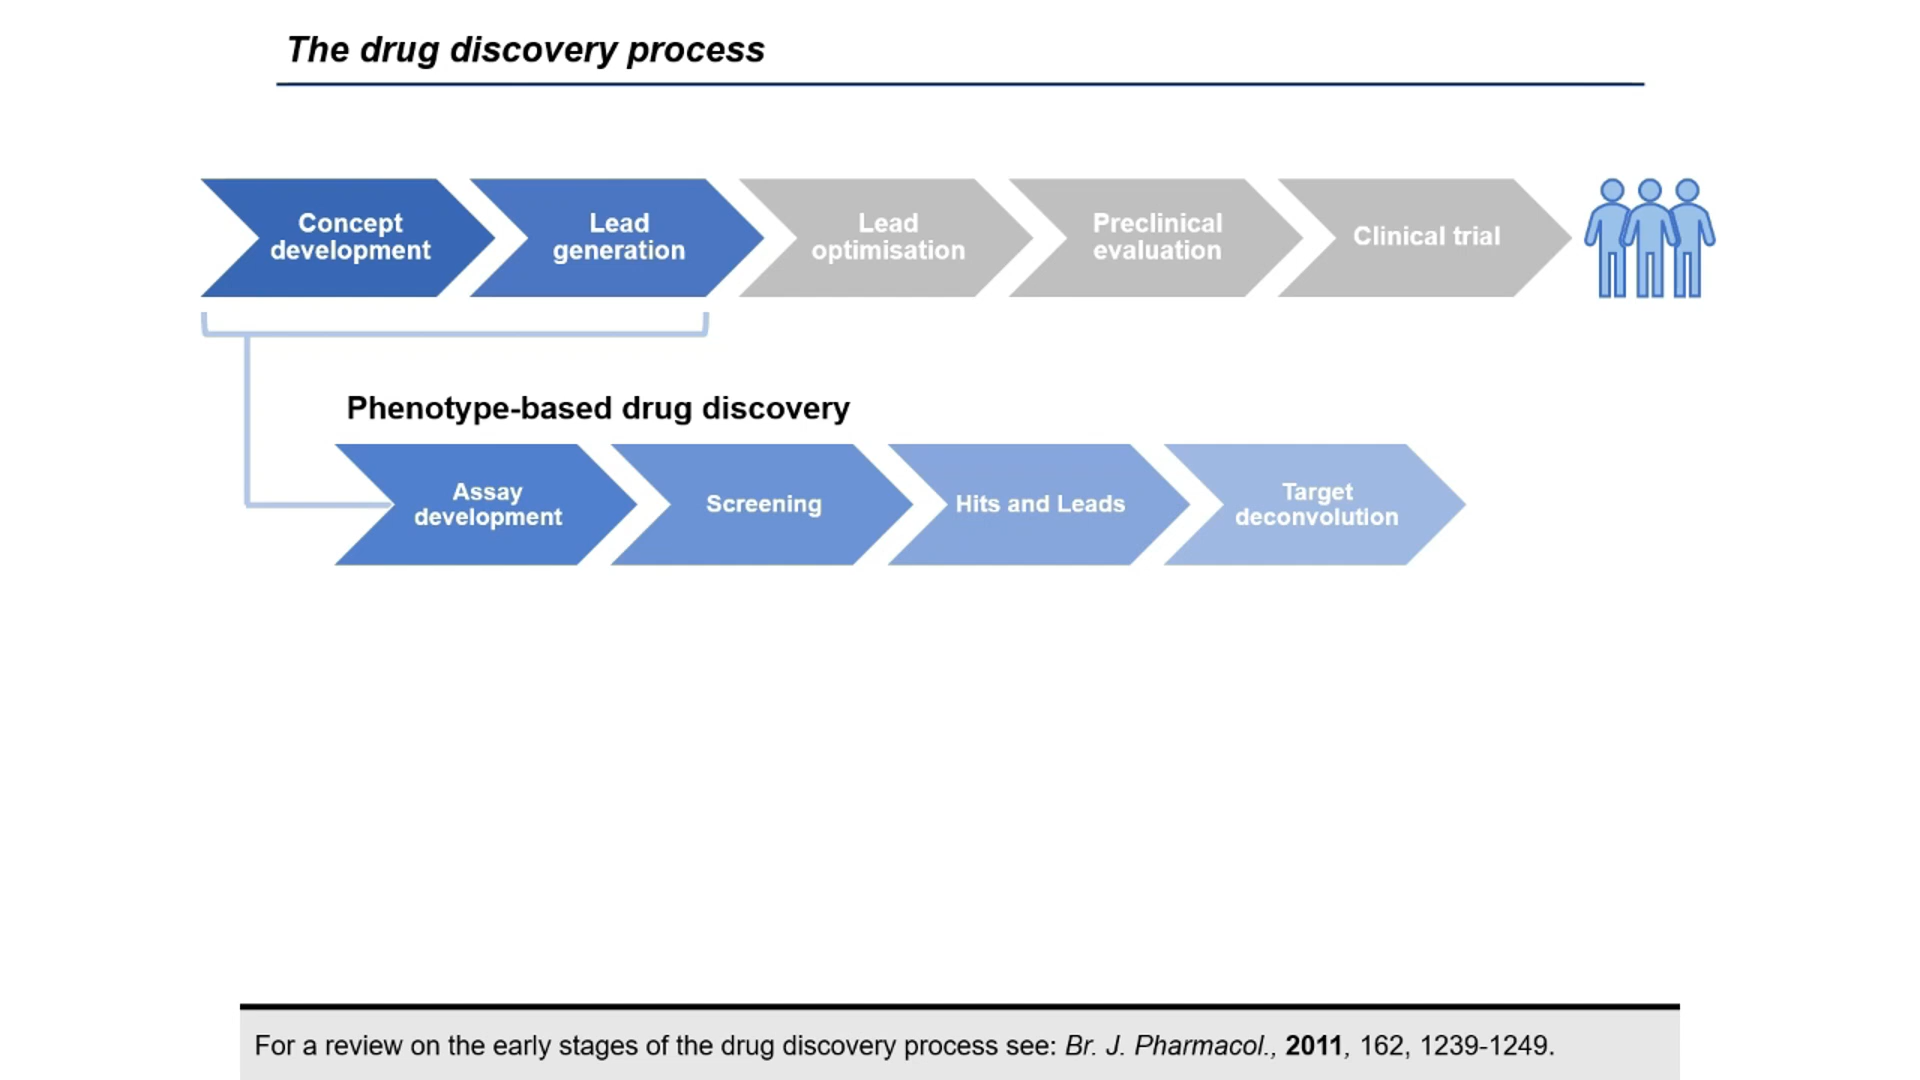 The drug discovery process
Concept
development
Lead
generation
Lead
optimisation
Preclinical
evaluation
Clinical trial
Phenotype-based drug discovery
Assay
development
Screening
Hits and Leads
Target
deconvolution
For a review on the early stages of the drug discovery process see: Br. J. Pharmacol., 2011, 162, 1239-1249.